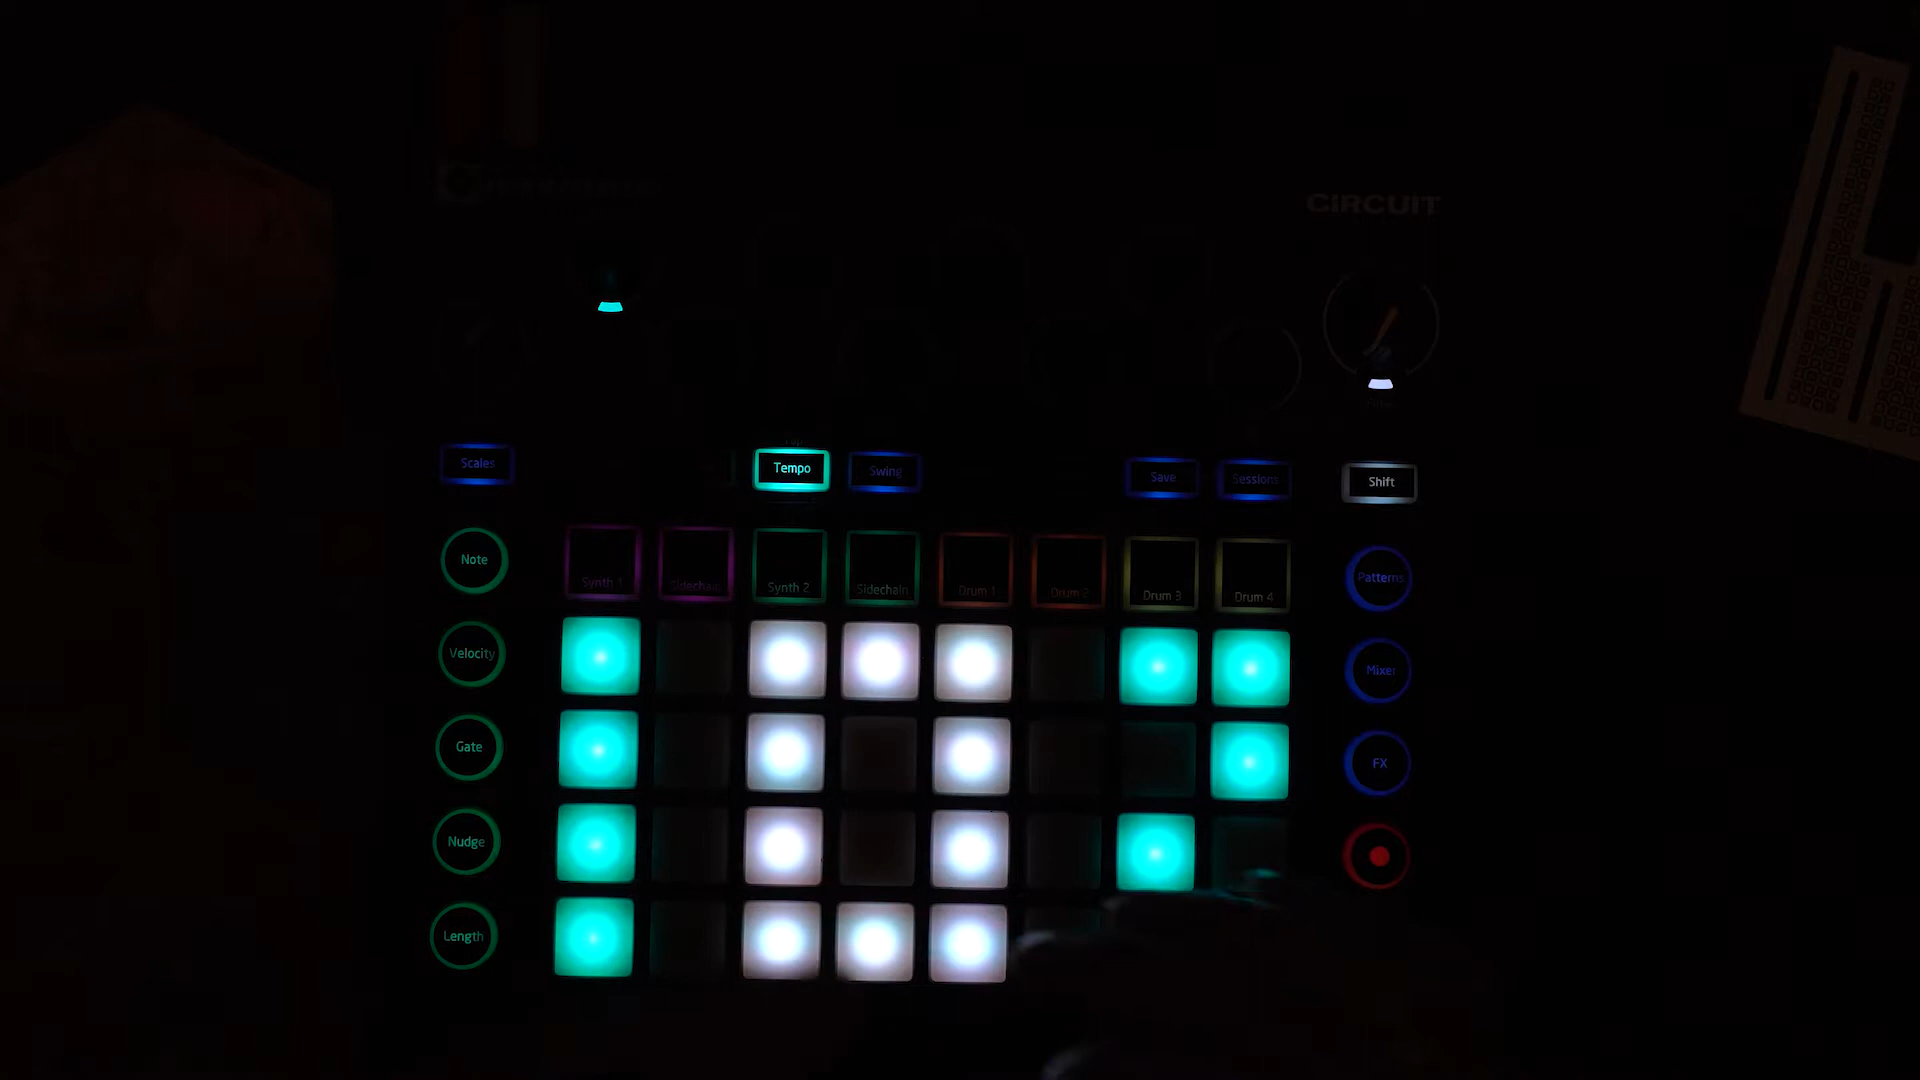 CIRCUIT
Scales
Tempo
Swing
Save
Sessions
Shift
Note
Synth 1
Sidechain
Synth 2
Sidechain
Drum 1
Drum 2
Drum 3
Drum 4
Patterns
Velocity
Mixer
Gate
FX
Nudge
Length